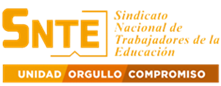 SNTE
Sindicato
Nacional de
Trabajadores de la
Educación
UNIDAD ORGULLO COMPROMISO